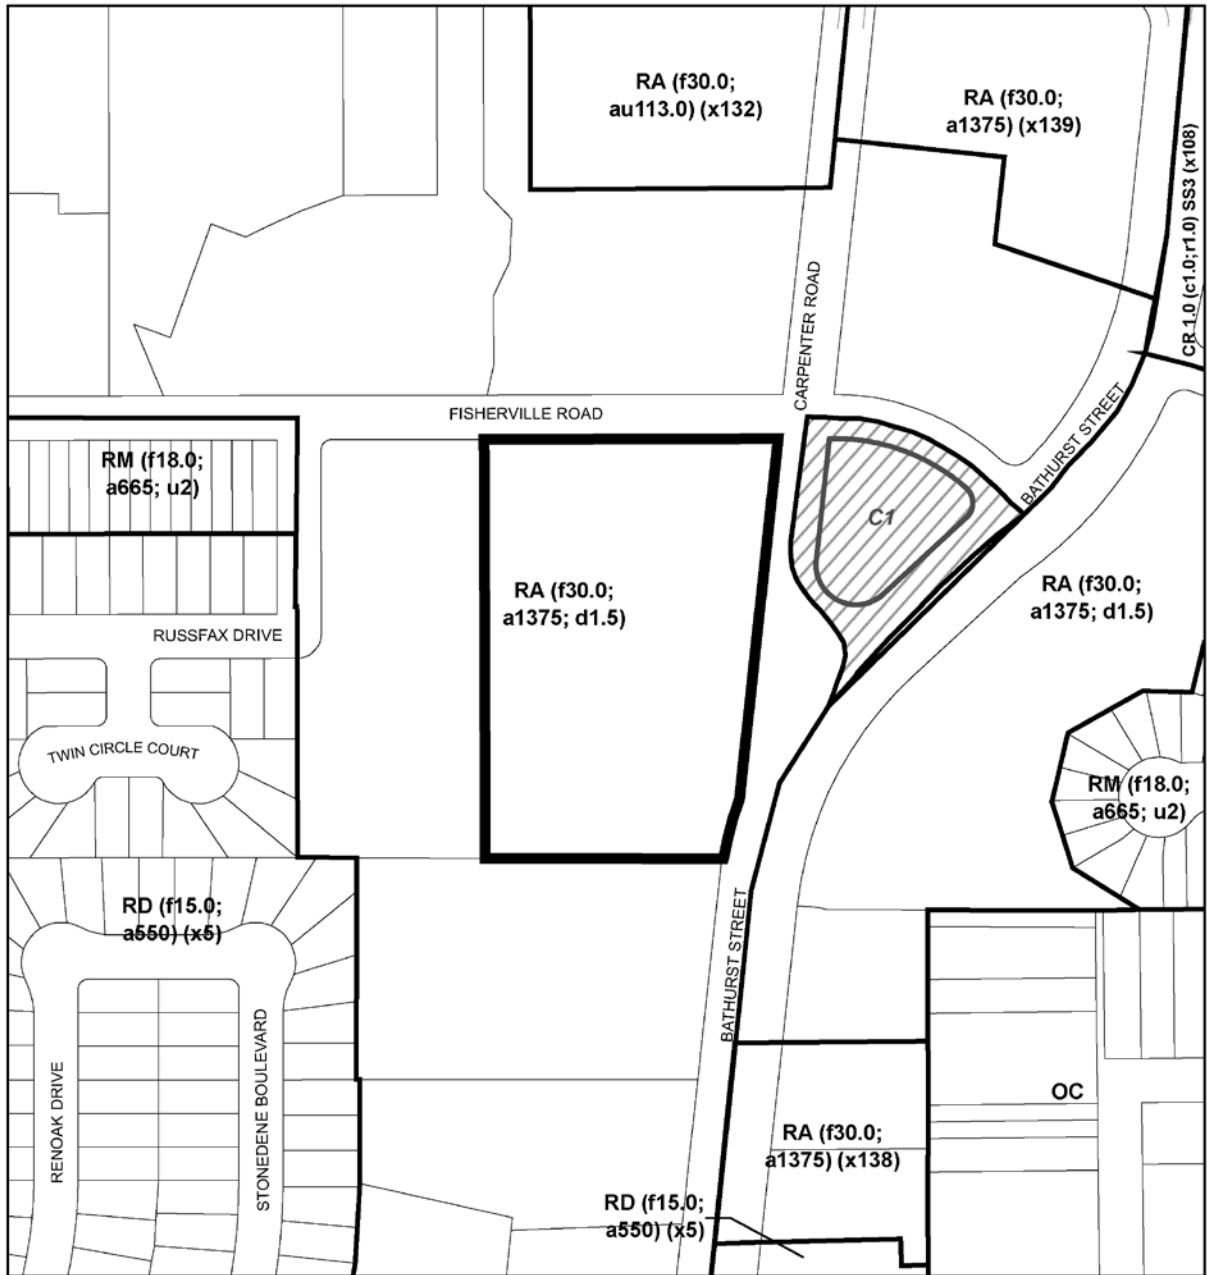 RA (f30.0;
au113.0) (x132)
RA (f30.0;
a1375) (x139)
CR 1.0 (c1.0;r1.0) SS3 (x108)
CARPENTER ROAD
FISHERVILLE ROAD
BATHURST STREET
RM (f18.0;
a665; u2)
C1
RA (f30.0;
a1375; d1.5)
RA (f30.0;
a1375; d1.5)
RUSSFAX DRIVE
TWIN CIRCLE COURT
RM (f18.0;
a665; u2)
RD (f15.0;
a550) (x5)
BATHURST STREET
RENOAK DRIVE
STONEDENE BOULEVARD
OC
RA (f30.0;
a1375) (x138)
RD (f15.0;
a550) (x5)